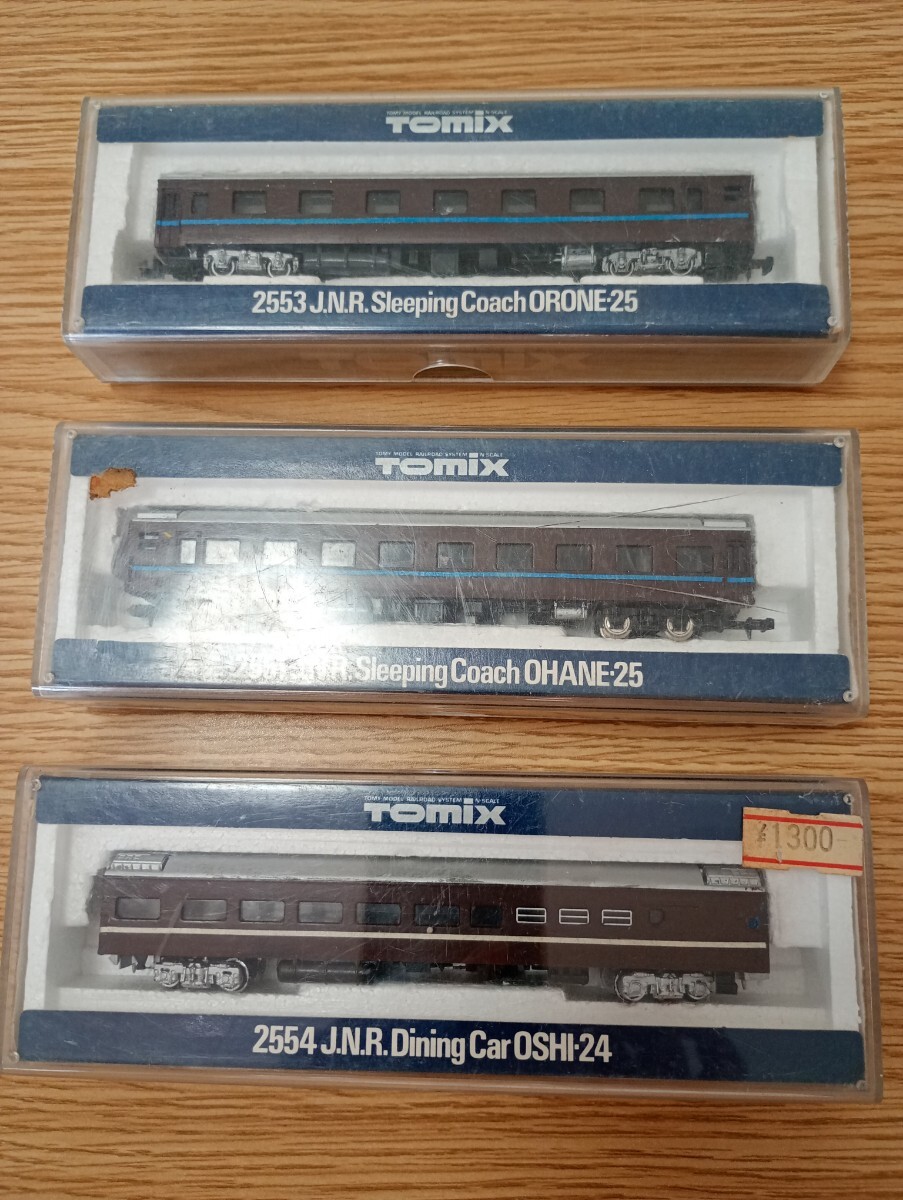 TOMY MODEL RAILROAD SYSTEM N SCALE
TOMIX
2553 J.N.R. Sleeping Coach ORONE-25
TOMIX
TOMY MODEL RAILROAD SYSTEM N SCALE
TOMIX
J.N.R. Sleeping Coach OHANE-25
TOMY MODEL RAILROAD SYSTEM N SCALE
TOMIX
¥1300-
2554 J.N.R. Dining Car OSHI-24